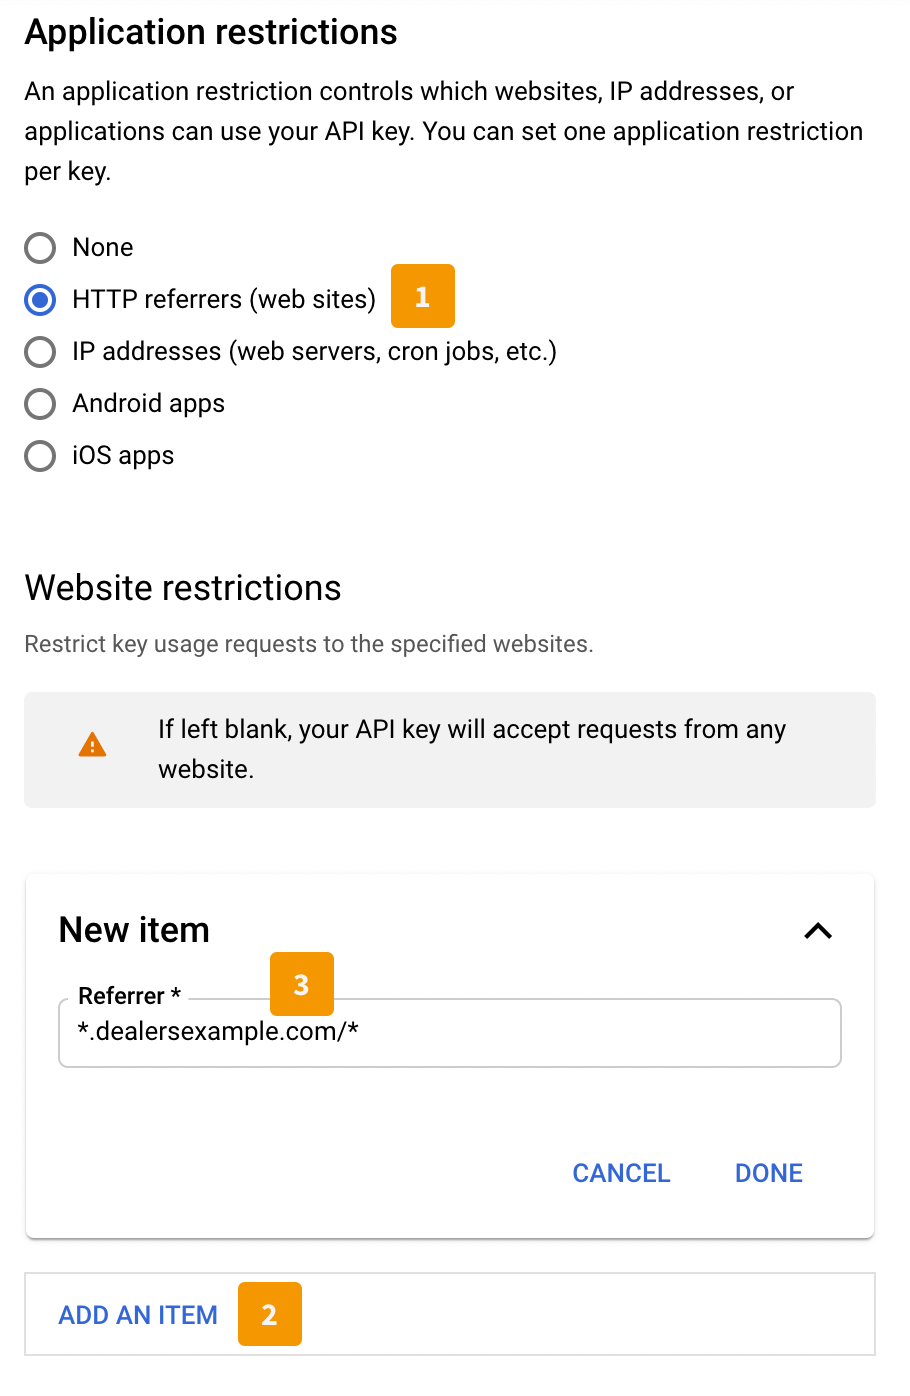 Application restrictions
An application restriction controls which websites, IP addresses, or
applications can use your API key. You can set one application restriction
per key.
None
HTTP referrers (web sites) 1
IP addresses (web servers, cron jobs, etc.)
Android apps
iOS apps
Website restrictions
Restrict key usage requests to the specified websites.
If left blank, your API key will accept requests from any
website.
New item
Referrer * 3
*.dealersexample.com/*
CANCEL DONE
ADD AN ITEM 2